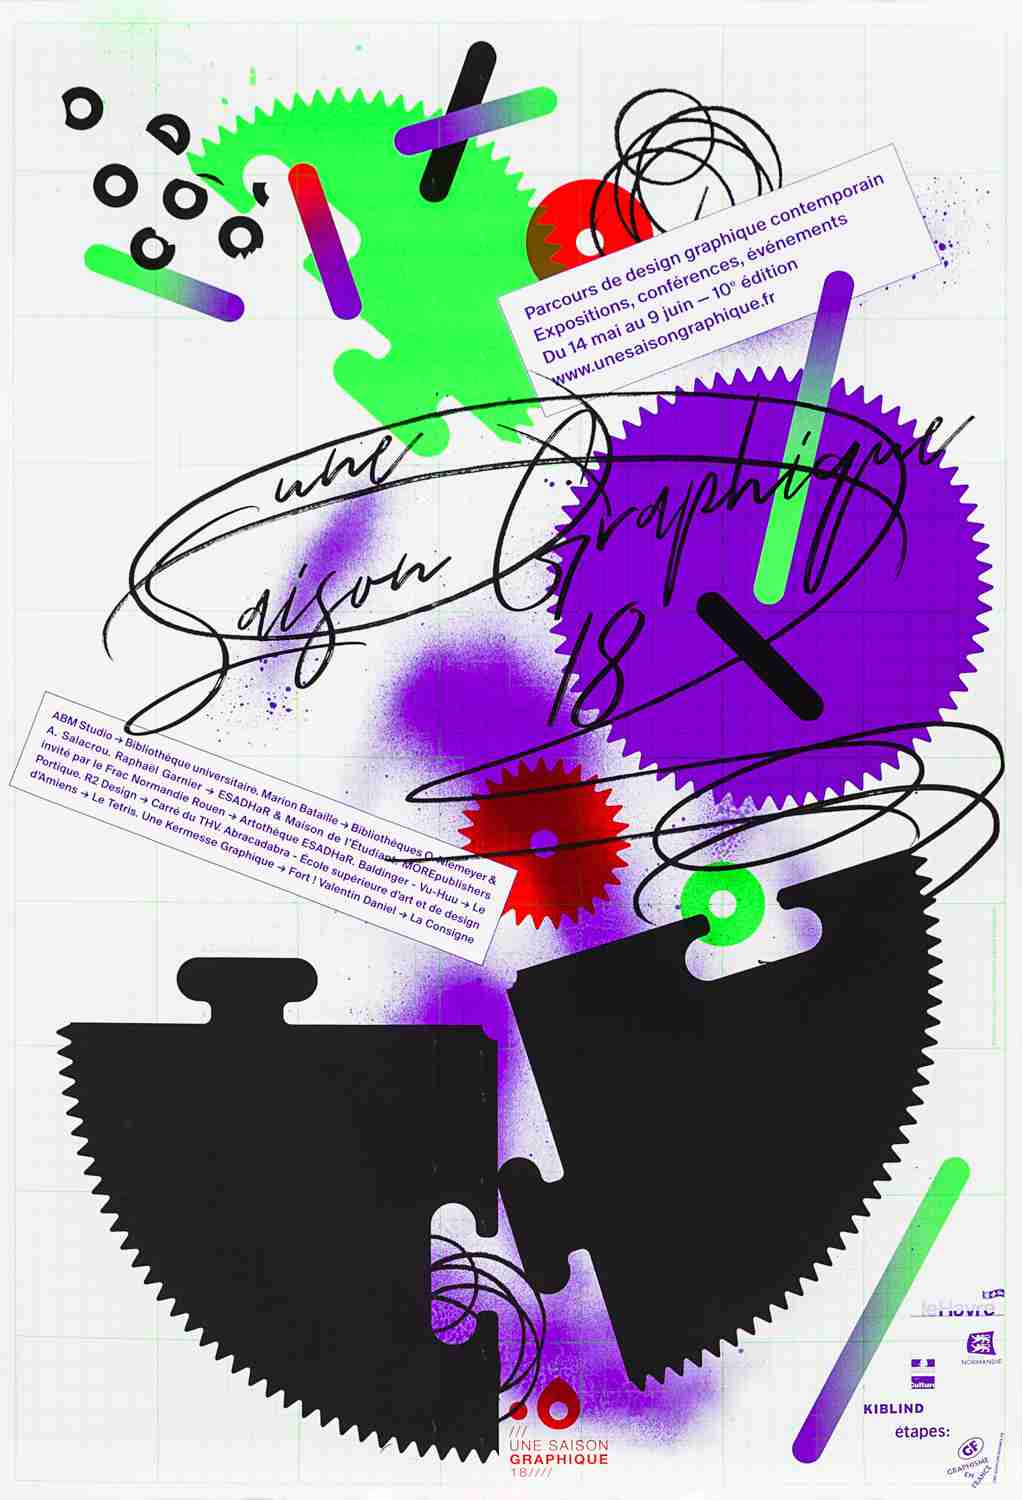 Parcours de design graphique contemporain
Expositions, conférences, événements
Du 14 mai au 9 juin – 10e édition
www.unesaisongraphique.fr
une
Saison Graphique
18
ABM Studio → Bibliothèque universitaire. Marion Bataille → Bibliothèques O. Niemeyer &
A. Salacrou. Raphaël Garnier → ESADHaR & Maison de l'Étudiant. MOREpublishers
invité par le Frac Normandie Rouen → Artothèque ESADHaR. Baldinger - Vu-Huu → Le
Portique. R2 Design → Carré du THV. Abracadabra - École supérieure d'art et de design
d'Amiens → Le Tetris. Une Kermesse Graphique → Fort ! Valentin Daniel → La Consigne
leHavre
NORMANDIE
Culture
KIBLIND
étapes:
GF
GRAPHISME
EN
FRANCE
///
UNE SAISON
GRAPHIQUE
18////